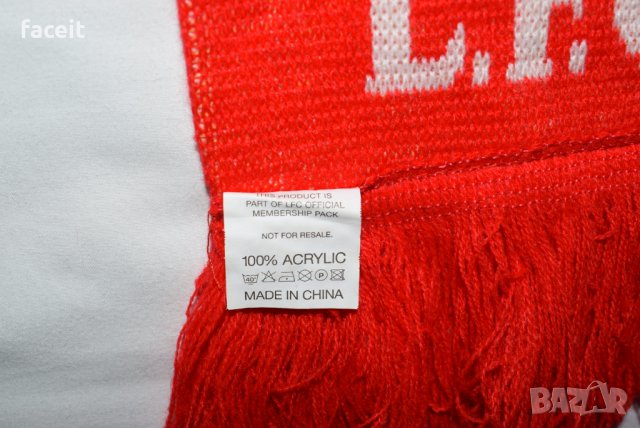 faceit
L.F.C
THIS PRODUCT IS
PART OF LFC OFFICIAL
MEMBERSHIP PACK
NOT FOR RESALE.
100% ACRYLIC
40°
P
MADE IN CHINA
BAZAR